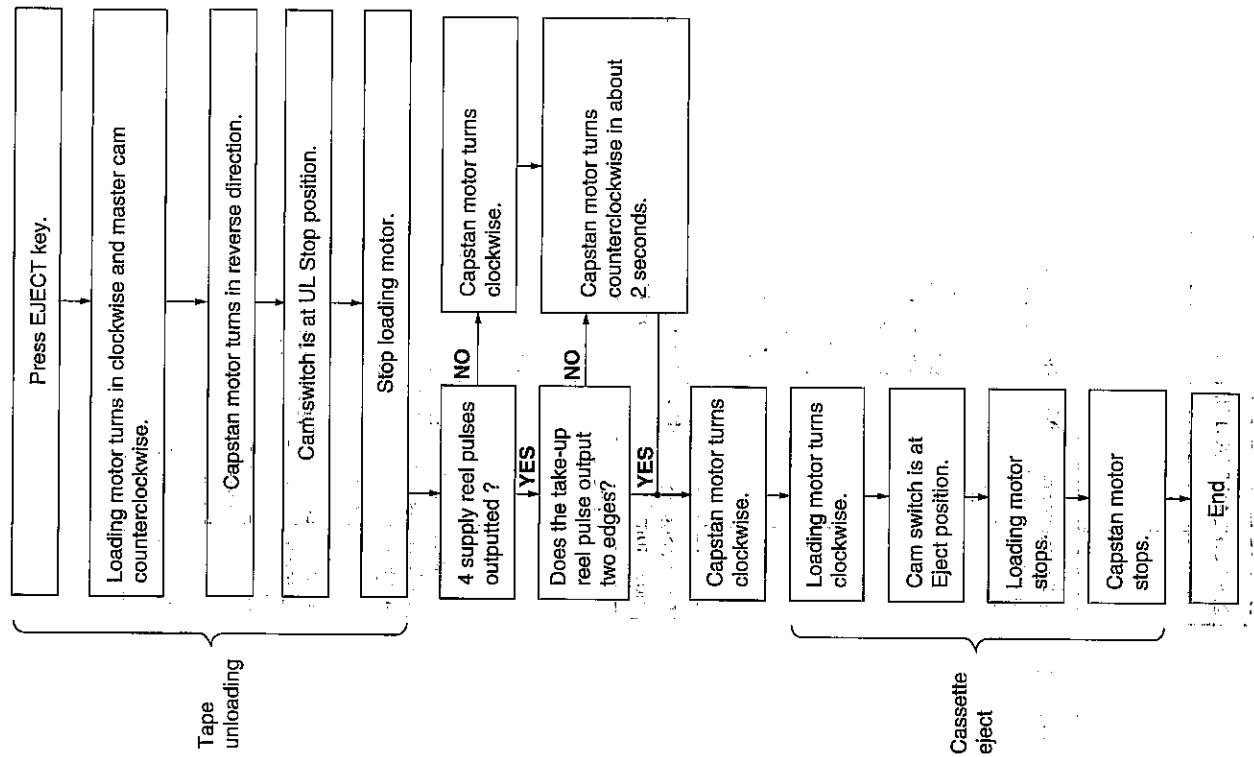 Press EJECT key.
Loading motor turns in clockwise and master cam
counterclockwise.
Capstan motor turns in reverse direction.
Cam switch is at UL Stop position.
Stop loading motor.
Tape
unloading
4 supply reel pulses
outputted ?
NO
Capstan motor turns
clockwise.
YES
Does the take-up
reel pulse output
two edges?
NO
Capstan motor turns
counterclockwise in about
2 seconds.
YES
Capstan motor turns
clockwise.
Loading motor turns
clockwise.
Cam switch is at
Eject position.
Loading motor
stops.
Capstan motor
stops.
Cassette
eject
End